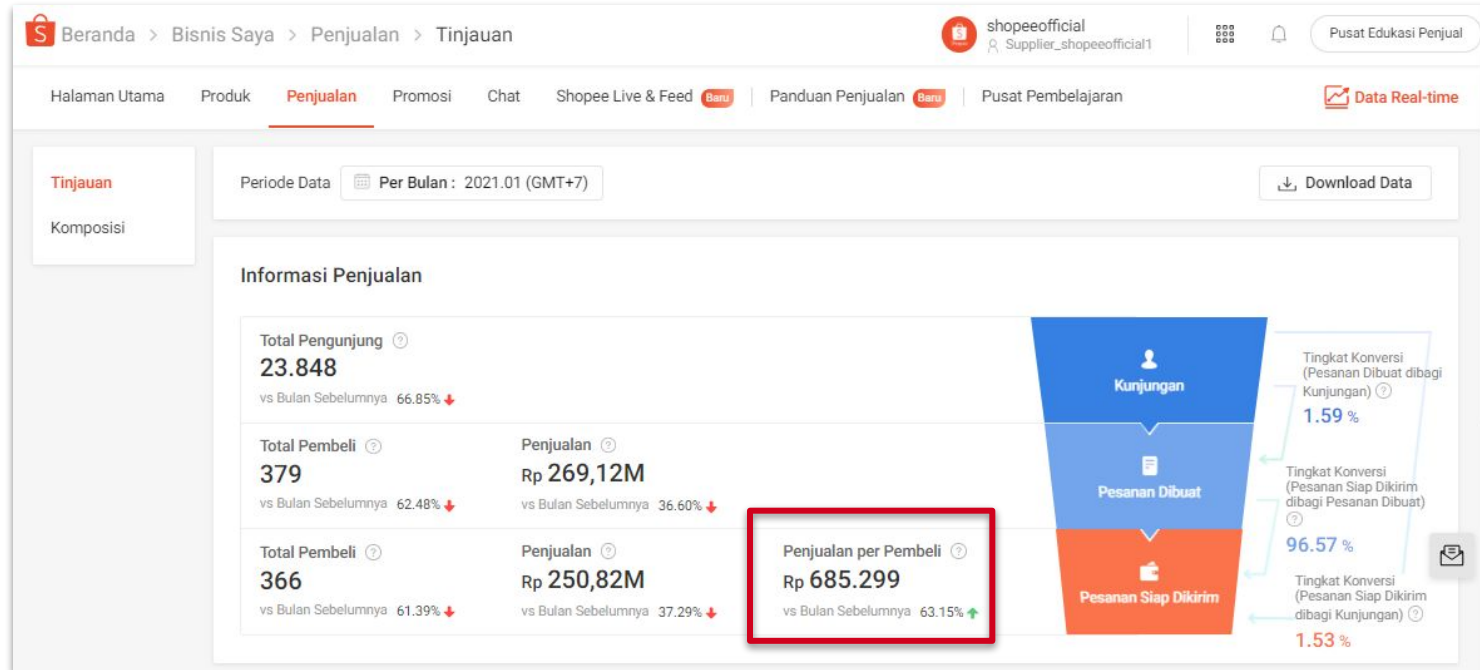 Beranda > Bisnis Saya > Penjualan > Tinjauan
shopeeofficial
Supplier_shopeeofficial1
Pusat Edukasi Penjual
Halaman Utama Produk Penjualan Promosi Chat Shopee Live & Feed Baru Panduan Penjualan Baru Pusat Pembelajaran Data Real-time
Tinjauan
Komposisi
Periode Data Per Bulan : 2021.01 (GMT+7) Download Data
Informasi Penjualan
Total Pengunjung
23.848
vs Bulan Sebelumnya 66.85%
Total Pembeli
379
vs Bulan Sebelumnya 62.48%
Penjualan
Rp 269,12M
vs Bulan Sebelumnya 36.60%
Total Pembeli
366
vs Bulan Sebelumnya 61.39%
Penjualan
Rp 250,82M
vs Bulan Sebelumnya 37.29%
Penjualan per Pembeli
Rp 685.299
vs Bulan Sebelumnya 63.15%
Kunjungan
Pesanan Dibuat
Pesanan Siap Dikirim
Tingkat Konversi
(Pesanan Dibuat dibagi
Kunjungan)
1.59 %
Tingkat Konversi
(Pesanan Siap Dikirim
dibagi Pesanan Dibuat)
96.57 %
Tingkat Konversi
(Pesanan Siap Dikirim
dibagi Kunjungan)
1.53 %